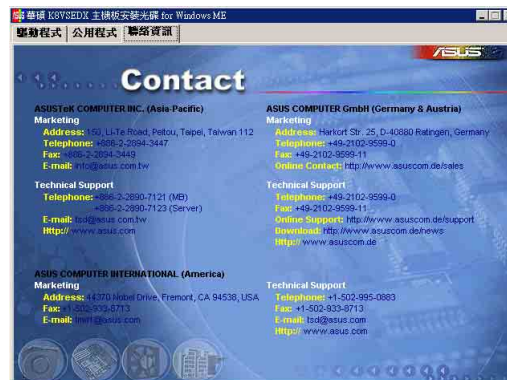 華碩 K8VSEDX 主機板安裝光碟 for Windows ME
驅動程式 公用程式 聯絡資訊
ASUS
Contact
ASUSTeK COMPUTER INC. (Asia-Pacific)
Marketing
Address: 150, Li-Te Road, Peitou, Taipei, Taiwan 112
Telephone: +886-2-2894-3447
Fax: +886-2-2894-3449
E-mail: info@asus.com.tw
Technical Support
Telephone: +886-2-2890-7121 (MB)
+886-2-2890-7123 (Server)
E-mail: tsd@asus.com.tw
Http:// www.asus.com
ASUS COMPUTER GmbH (Germany & Austria)
Marketing
Address: Harkort Str. 25, D-40880 Ratingen, Germany
Telephone: +49-2102-9599-0
Fax: +49-2102-9599-11
Online Contact: http://www.asuscom.de/sales
Technical Support
Telephone: +49-2102-9599-0
Fax: +49-2102-9599-11
Online Support: http://www.asuscom.de/support
Download: http://www.asuscom.de/news
Http:// www.asuscom.de
ASUS COMPUTER INTERNATIONAL (America)
Marketing
Address: 44370 Nobel Drive, Fremont, CA 94538, USA
Fax: +1-502-933-8713
E-mail:
Technical Support
Telephone: +1-502-995-0883
Fax: +1-502-933-8713
E-mail: tsd@asus.com
Http:// www.asus.com